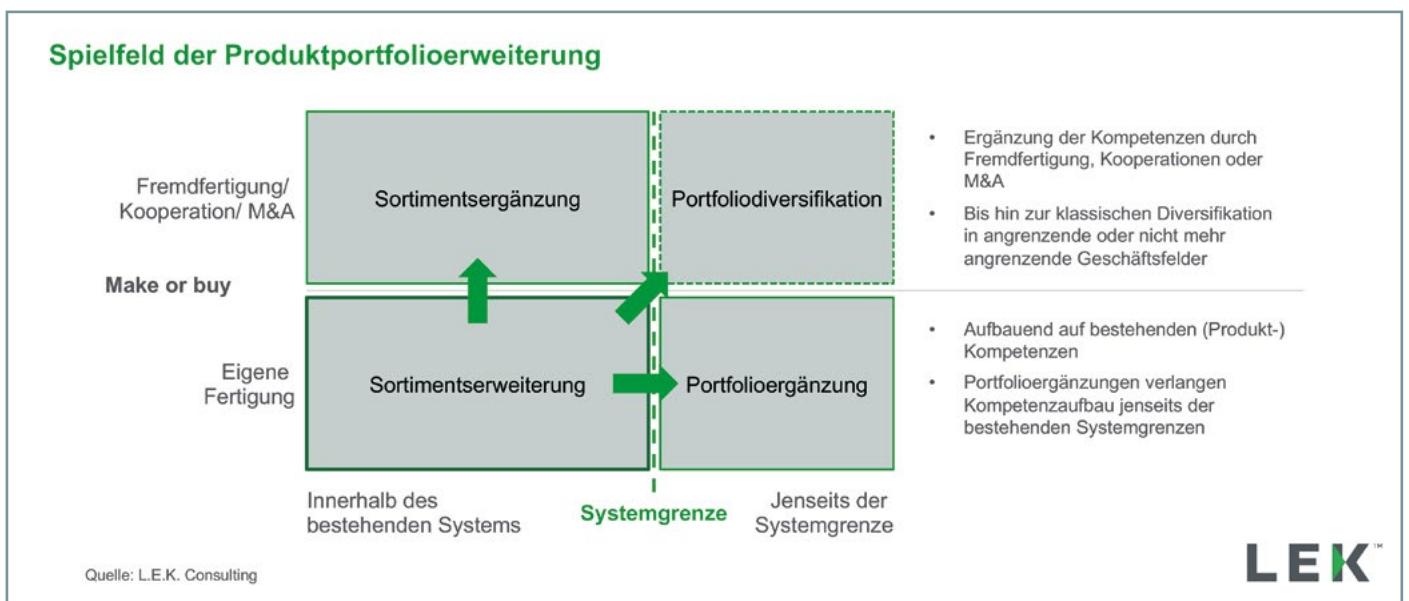 Spielfeld der Produktportfolioerweiterung
Fremdfertigung/
Kooperation/ M&A
Sortimentsergänzung
Portfoliodiversifikation
• Ergänzung der Kompetenzen durch
Fremdfertigung, Kooperationen oder
M&A
• Bis hin zur klassischen Diversifikation
in angrenzende oder nicht mehr
angrenzende Geschäftsfelder
Make or buy
Eigene
Fertigung
Sortimentserweiterung
Portfolioergänzung
• Aufbauend auf bestehenden (Produkt-)
Kompetenzen
• Portfolioergänzungen verlangen
Kompetenzaufbau jenseits der
bestehenden Systemgrenzen
Innerhalb des
bestehenden Systems
Systemgrenze
Jenseits der
Systemgrenze
Quelle: L.E.K. Consulting
LEK™